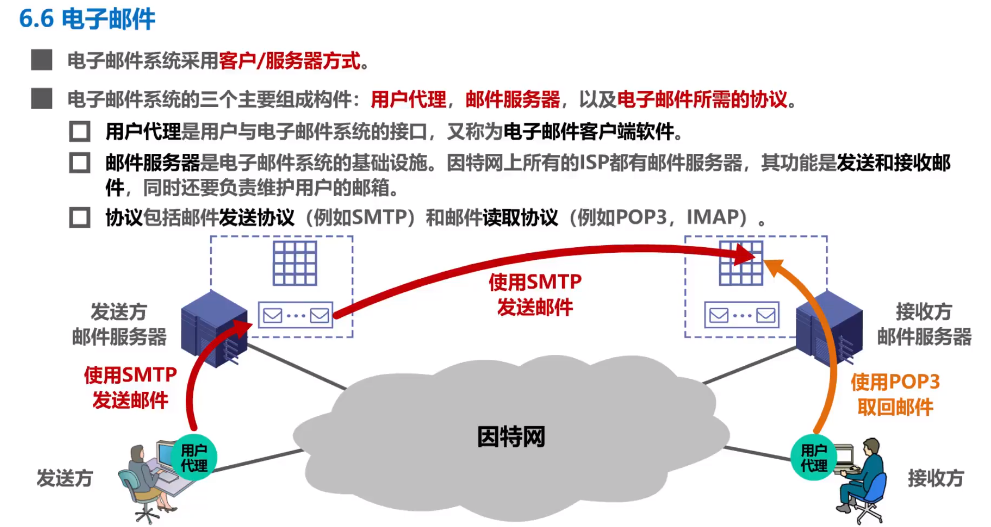 6.6 电子邮件
电子邮件系统采用客户/服务器方式。
电子邮件系统的三个主要组成构件：用户代理，邮件服务器，以及电子邮件所需的协议。
用户代理是用户与电子邮件系统的接口，又称为电子邮件客户端软件。
邮件服务器是电子邮件系统的基础设施。因特网上所有的ISP都有邮件服务器，其功能是发送和接收邮
件，同时还要负责维护用户的邮箱。
协议包括邮件发送协议（例如SMTP）和邮件读取协议（例如POP3，IMAP）。
使用SMTP
发送邮件
发送方
邮件服务器
接收方
邮件服务器
使用SMTP
发送邮件
使用POP3
取回邮件
因特网
用户
代理
用户
代理
发送方
接收方